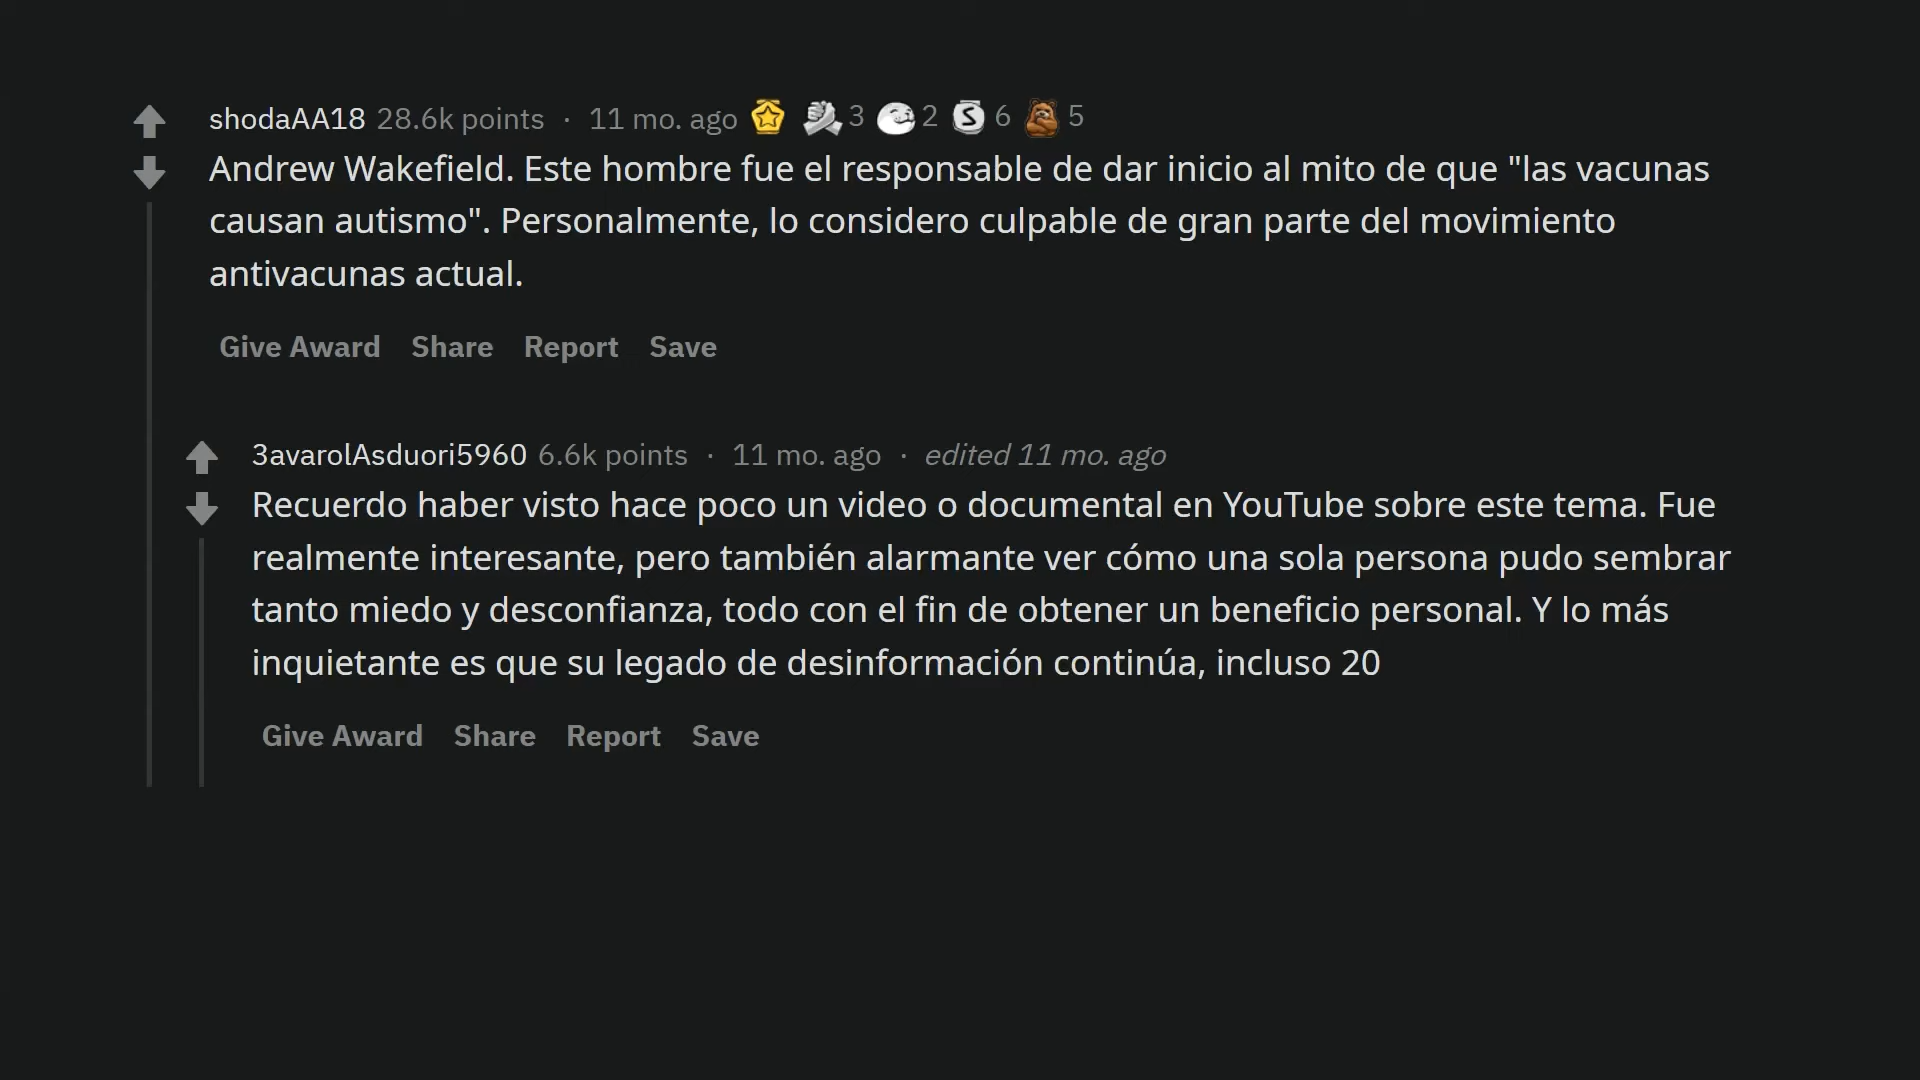 shodaAA18 28.6k points · 11 mo. ago 3 2 S 6 5
Andrew Wakefield. Este hombre fue el responsable de dar inicio al mito de que "las vacunas
causan autismo". Personalmente, lo considero culpable de gran parte del movimiento
antivacunas actual.
Give Award Share Report Save
3avarolAsduori5960 6.6k points · 11 mo. ago · edited 11 mo. ago
Recuerdo haber visto hace poco un video o documental en YouTube sobre este tema. Fue
realmente interesante, pero también alarmante ver cómo una sola persona pudo sembrar
tanto miedo y desconfianza, todo con el fin de obtener un beneficio personal. Y lo más
inquietante es que su legado de desinformación continúa, incluso 20
Give Award Share Report Save